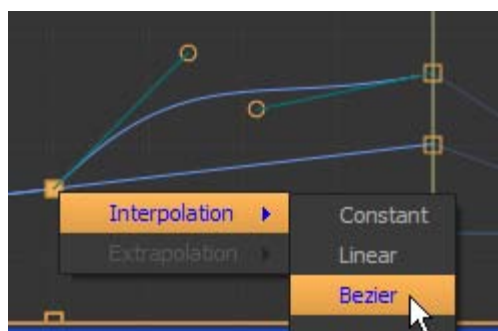 Interpolation
Extrapolation
Constant
Linear
Bezier